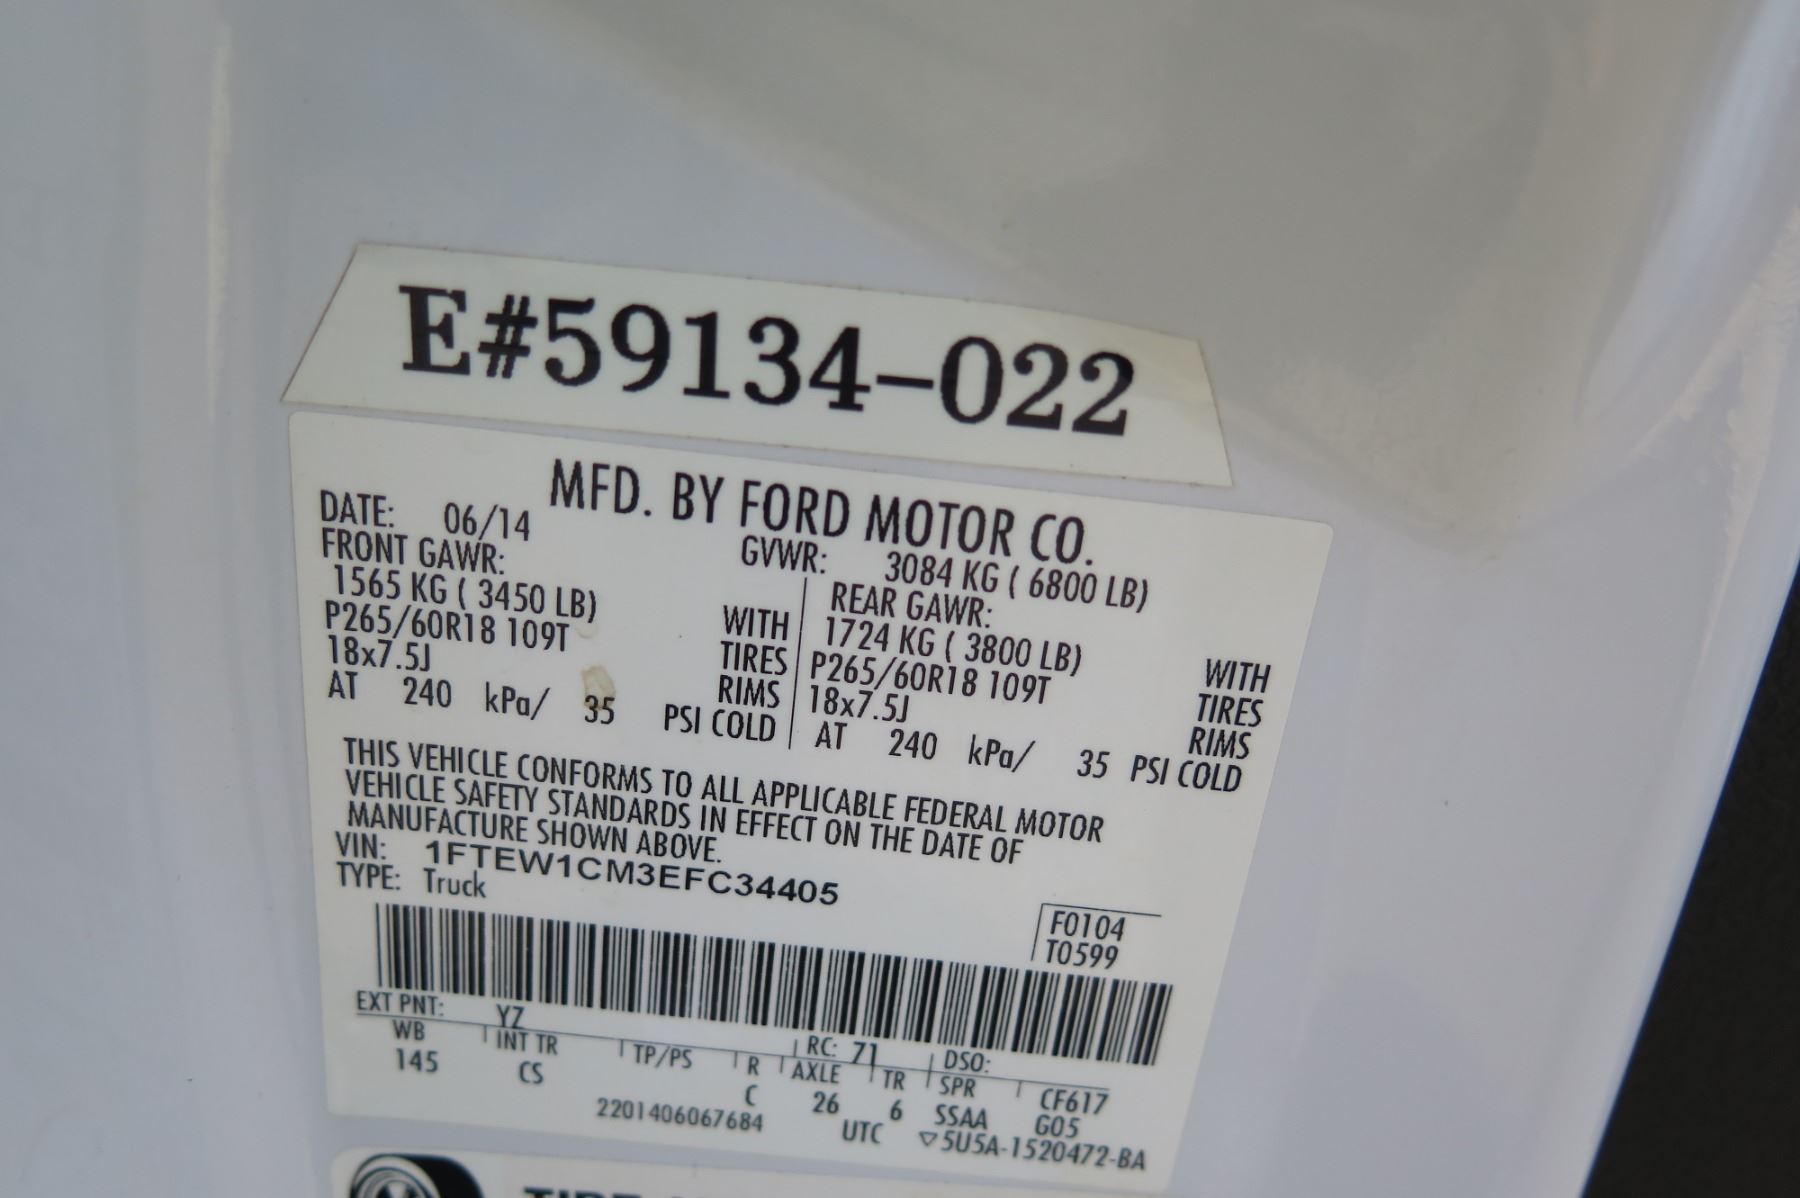 E#59134-022
MFD. BY FORD MOTOR CO.
DATE: 06/14 GVWR: 3084 KG ( 6800 LB)
FRONT GAWR: REAR GAWR:
1565 KG ( 3450 LB) WITH 1724 KG ( 3800 LB) WITH
P265/60R18 109T TIRES P265/60R18 109T TIRES
18x7.5J RIMS 18x7.5J RIMS
AT 240 kPa/ 35 PSI COLD AT 240 kPa/ 35 PSI COLD
THIS VEHICLE CONFORMS TO ALL APPLICABLE FEDERAL MOTOR
VEHICLE SAFETY STANDARDS IN EFFECT ON THE DATE OF
MANUFACTURE SHOWN ABOVE.
VIN: 1FTEW1CM3EFC34405
TYPE: Truck
F0104
T0599
EXT PNT: YZ RC: 71 DSO:
WB INT TR TP/PS R AXLE TR SPR CF617
145 CS C 26 6 SSAA G05
2201406067684 UTC ▽5U5A-1520472-BA